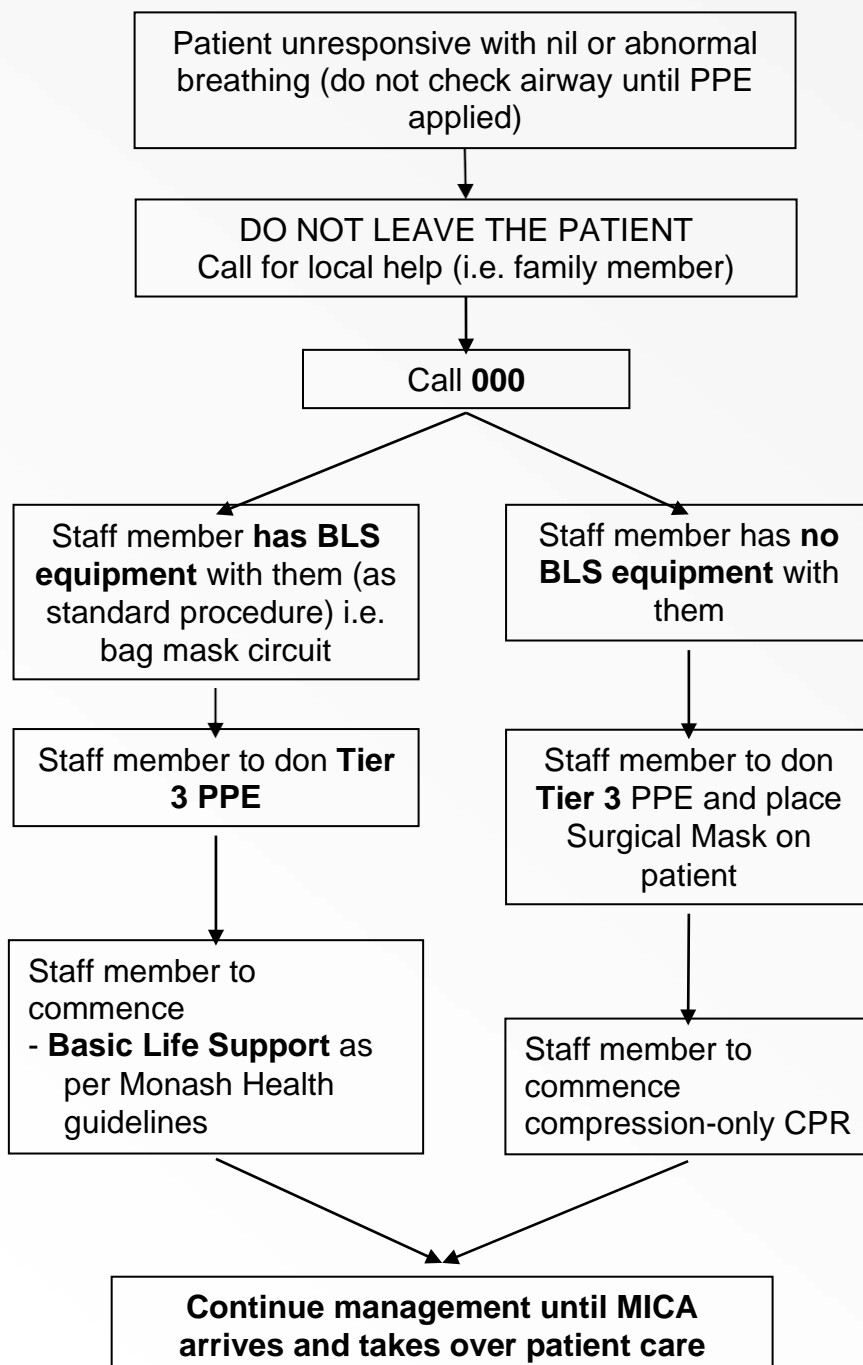 Patient unresponsive with nil or abnormal
breathing (do not check airway until PPE
applied)
DO NOT LEAVE THE PATIENT
Call for local help (i.e. family member)
Call 000
Staff member has BLS
equipment with them (as
standard procedure) i.e.
bag mask circuit
Staff member to don Tier
3 PPE
Staff member to
commence
- Basic Life Support as
per Monash Health
guidelines
Staff member has no
BLS equipment with
them
Staff member to don
Tier 3 PPE and place
Surgical Mask on
patient
Staff member to
commence
compression-only CPR
Continue management until MICA
arrives and takes over patient care